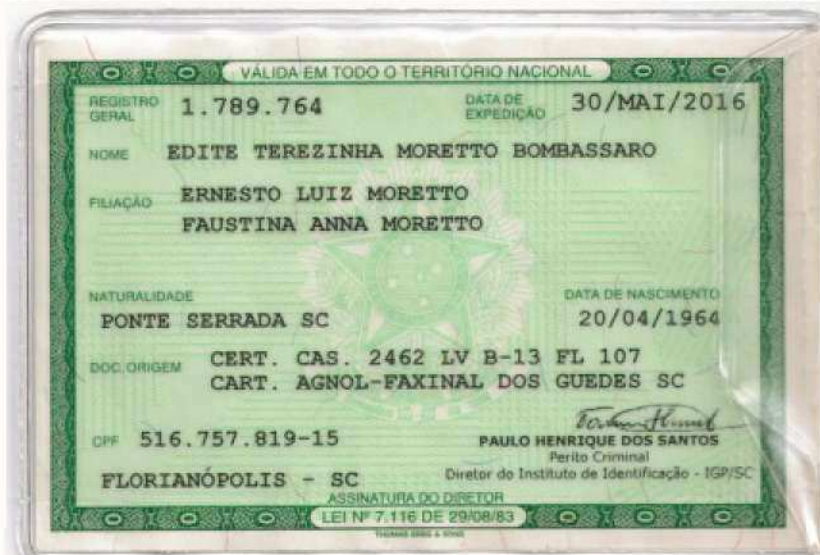 VÁLIDA EM TODO O TERRITÓRIO NACIONAL
REGISTRO GERAL 1.789.764 DATA DE EXPEDIÇÃO 30/MAI/2016
NOME EDITE TEREZINHA MORETTO BOMBASSARO
FILIAÇÃO ERNESTO LUIZ MORETTO
FAUSTINA ANNA MORETTO
NATURALIDADE DATA DE NASCIMENTO
PONTE SERRADA SC 20/04/1964
DOC. ORIGEM CERT. CAS. 2462 LV B-13 FL 107
CART. AGNOL-FAXINAL DOS GUEDES SC
CPF 516.757.819-15
PAULO HENRIQUE DOS SANTOS
Perito Criminal
FLORIANÓPOLIS - SC Diretor do Instituto de Identificação - IGP/SC
ASSINATURA DO DIRETOR
LEI Nº 7.116 DE 29/08/83